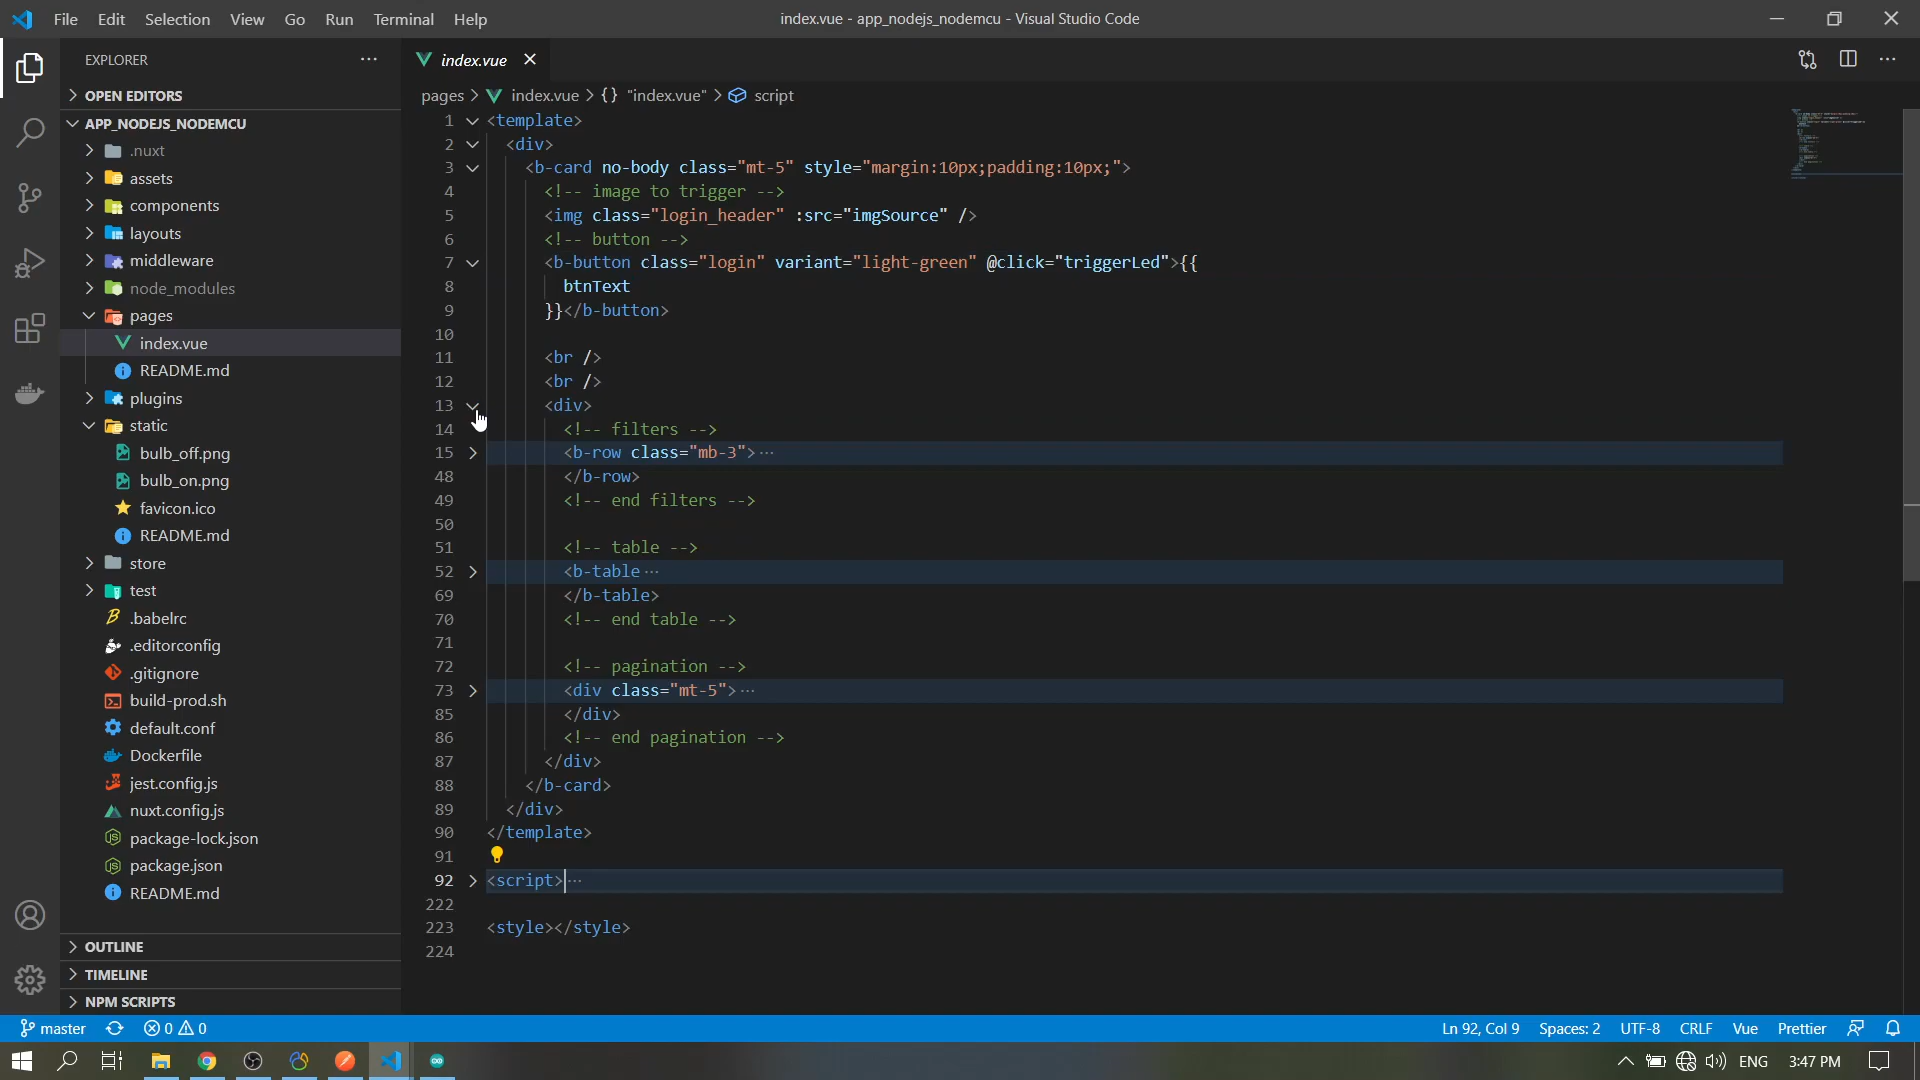 File Edit Selection View Go Run Terminal Help
index.vue - app_nodejs_nodemcu - Visual Studio Code
EXPLORER
OPEN EDITORS
APP_NODEJS_NODEMCU
.nuxt
assets
components
layouts
middleware
node_modules
pages
index.vue
README.md
plugins
static
bulb_off.png
bulb_on.png
favicon.ico
README.md
store
test
.babelrc
.editorconfig
.gitignore
build-prod.sh
default.conf
Dockerfile
jest.config.js
nuxt.config.js
package-lock.json
package.json
README.md
OUTLINE
TIMELINE
NPM SCRIPTS
index.vue
pages > index.vue > {} "index.vue" > script
1 <template>
2 <div>
3 <b-card no-body class="mt-5" style="margin:10px;padding:10px;">
4 <!-- image to trigger -->
5 <img class="login_header" :src="imgSource" />
6 <!-- button -->
7 <b-button class="login" variant="light-green" @click="triggerLed">{{
8 btnText
9 }}</b-button>
10
11 <br />
12 <br />
13 <div>
14 <!-- filters -->
15 <b-row class="mb-3">···
48 </b-row>
49 <!-- end filters -->
50
51 <!-- table -->
52 <b-table···
69 </b-table>
70 <!-- end table -->
71
72 <!-- pagination -->
73 <div class="mt-5">···
85 </div>
86 <!-- end pagination -->
87 </div>
88 </b-card>
89 </div>
90 </template>
91
92 <script>···
222
223 <style></style>
224
master 0 0 Ln 92, Col 9 Spaces: 2 UTF-8 CRLF Vue Prettier
ENG 3:47 PM